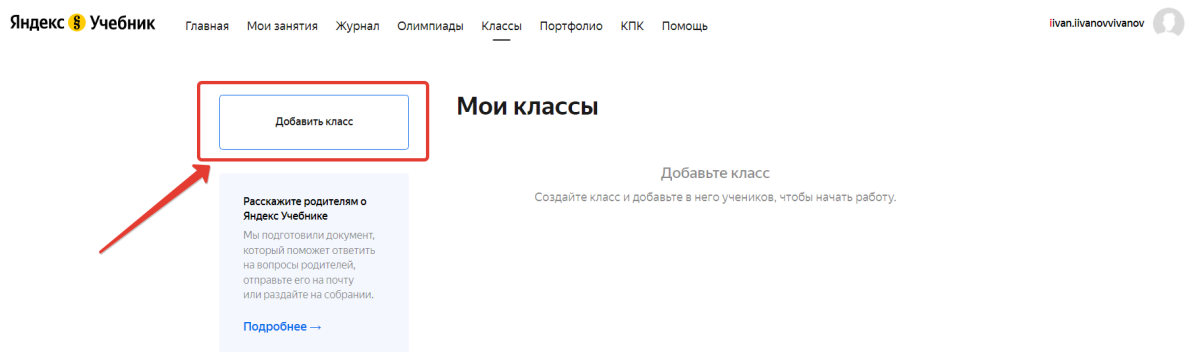 Яндекс Учебник
Главная Мои занятия Журнал Олимпиады Классы Портфолио КПК Помощь
iivan.iivanovvivanov
Добавить класс
Мои классы
Добавьте класс
Создайте класс и добавьте в него учеников, чтобы начать работу.
Расскажите родителям о
Яндекс Учебнике
Мы подготовили документ,
который поможет ответить
на вопросы родителей,
отправьте его на почту
или раздайте на собрании.
Подробнее →